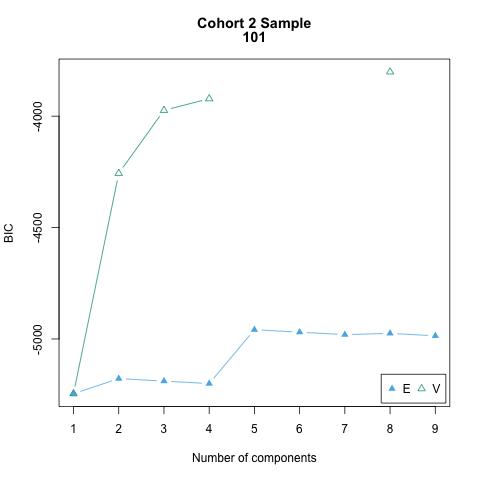 Cohort 2 Sample
101
BIC
-4000
-4500
-5000
E V
1 2 3 4 5 6 7 8 9
Number of components